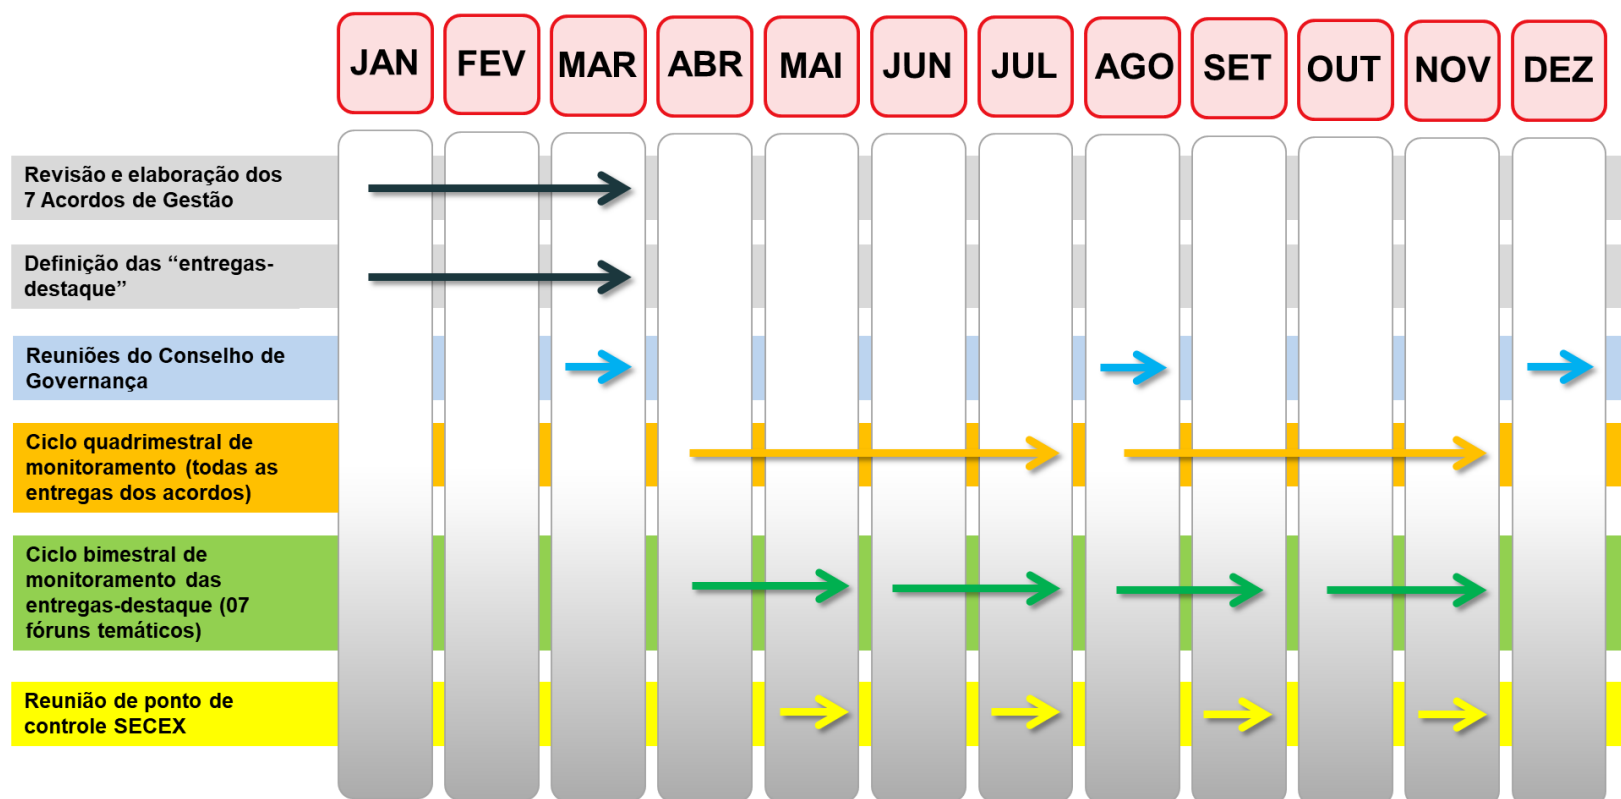 JAN FEV MAR ABR MAI JUN JUL AGO SET OUT NOV DEZ
Revisão e elaboração dos
7 Acordos de Gestão
Definição das “entregas-
destaque”
Reuniões do Conselho de
Governança
Ciclo quadrimestral de
monitoramento (todas as
entregas dos acordos)
Ciclo bimestral de
monitoramento das
entregas-destaque (07
fóruns temáticos)
Reunião de ponto de
controle SECEX